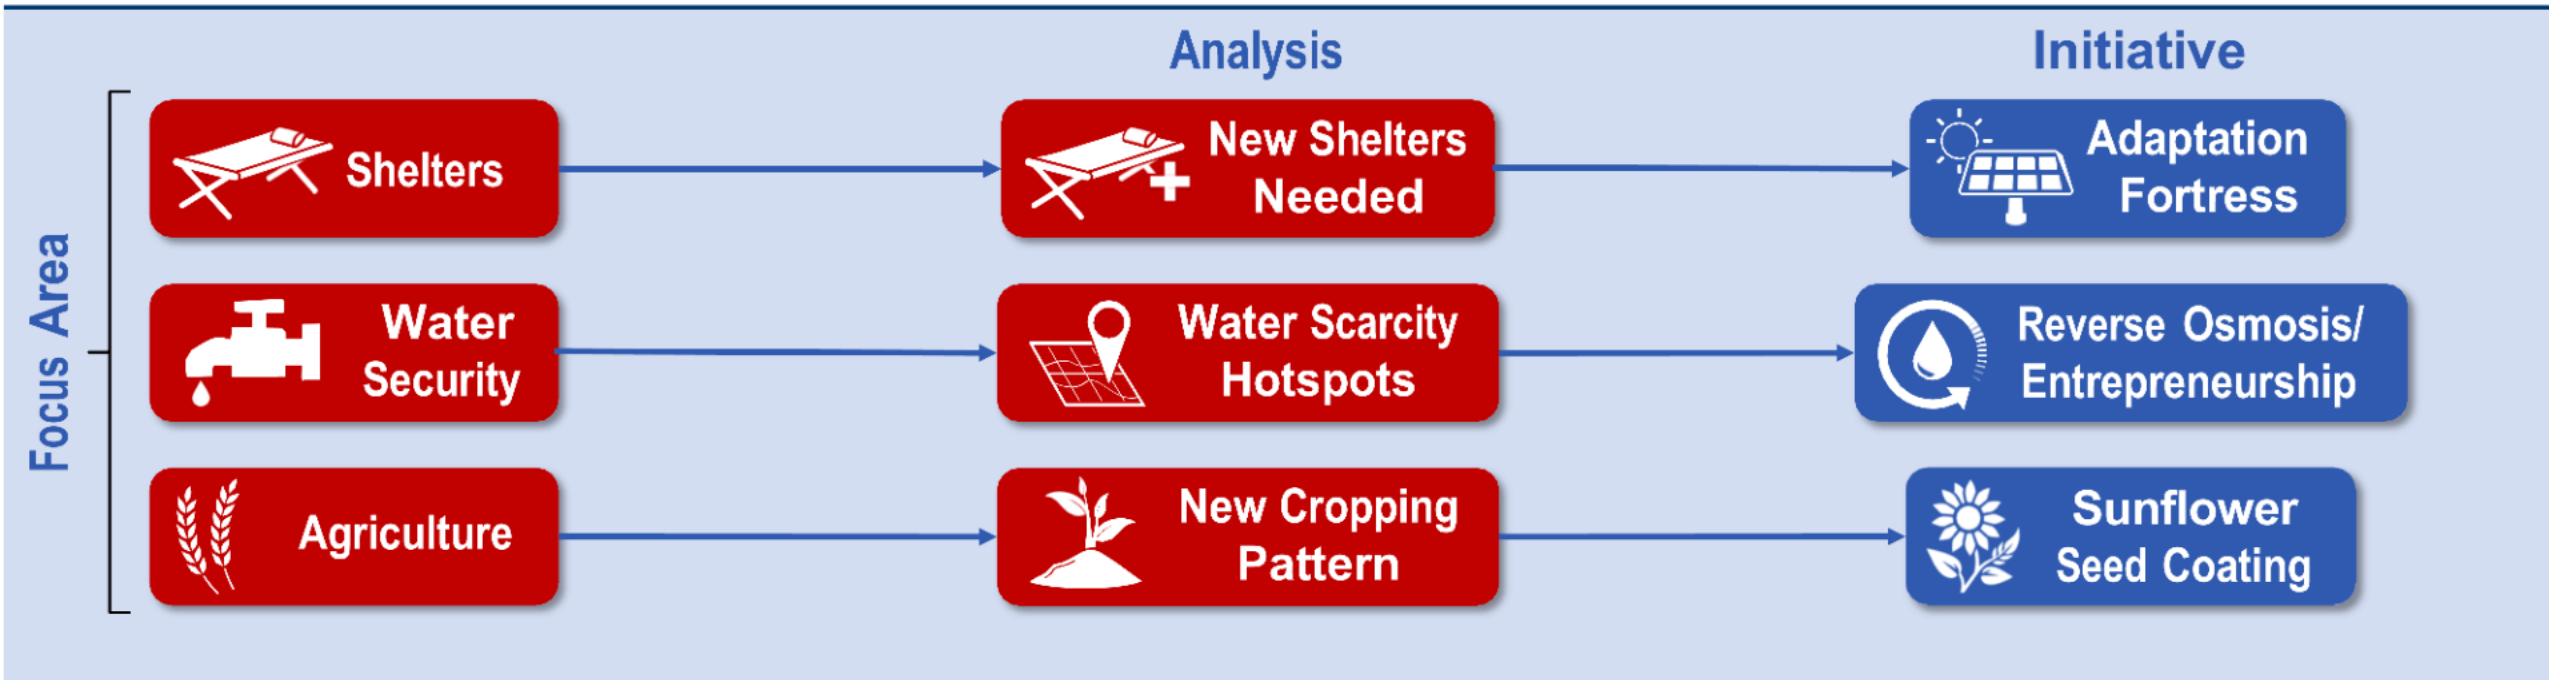 Analysis
Initiative
Focus Area
Shelters
New Shelters
Needed
Adaptation
Fortress
Water
Security
Water Scarcity
Hotspots
Reverse Osmosis/
Entrepreneurship
Agriculture
New Cropping
Pattern
Sunflower
Seed Coating